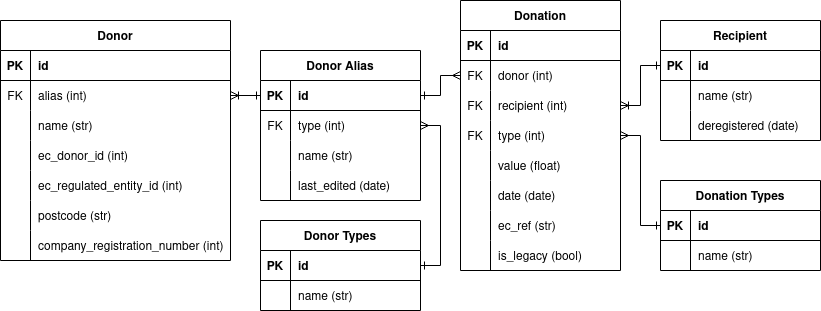 Donor
PK id
FK alias (int)
name (str)
ec_donor_id (int)
ec_regulated_entity_id (int)
postcode (str)
company_registration_number (int)
Donor Alias
PK id
FK type (int)
name (str)
last_edited (date)
Donor Types
PK id
name (str)
Donation
PK id
FK donor (int)
FK recipient (int)
FK type (int)
value (float)
date (date)
ec_ref (str)
is_legacy (bool)
Recipient
PK id
name (str)
deregistered (date)
Donation Types
PK id
name (str)